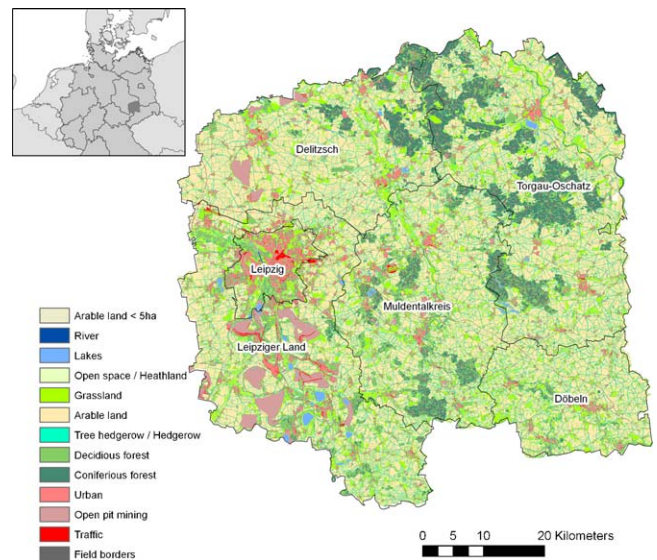 Delitzsch
Torgau-Oschatz
Leipzig
Muldentalkreis
Leipziger Land
Döbeln
Arable land < 5ha
River
Lakes
Open space / Heathland
Grassland
Arable land
Tree hedgerow / Hedgerow
Decidious forest
Coniferious forest
Urban
Open pit mining
Traffic
Field borders
0 5 10 20 Kilometers